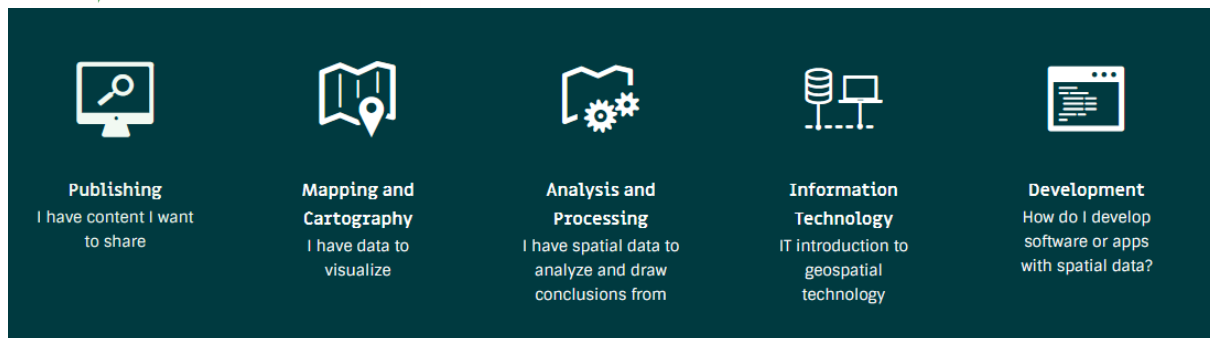 Publishing
I have content I want
to share
Mapping and
Cartography
I have data to
visualize
Analysis and
Processing
I have spatial data to
analyze and draw
conclusions from
Information
Technology
IT introduction to
geospatial
technology
Development
How do I develop
software or apps
with spatial data?